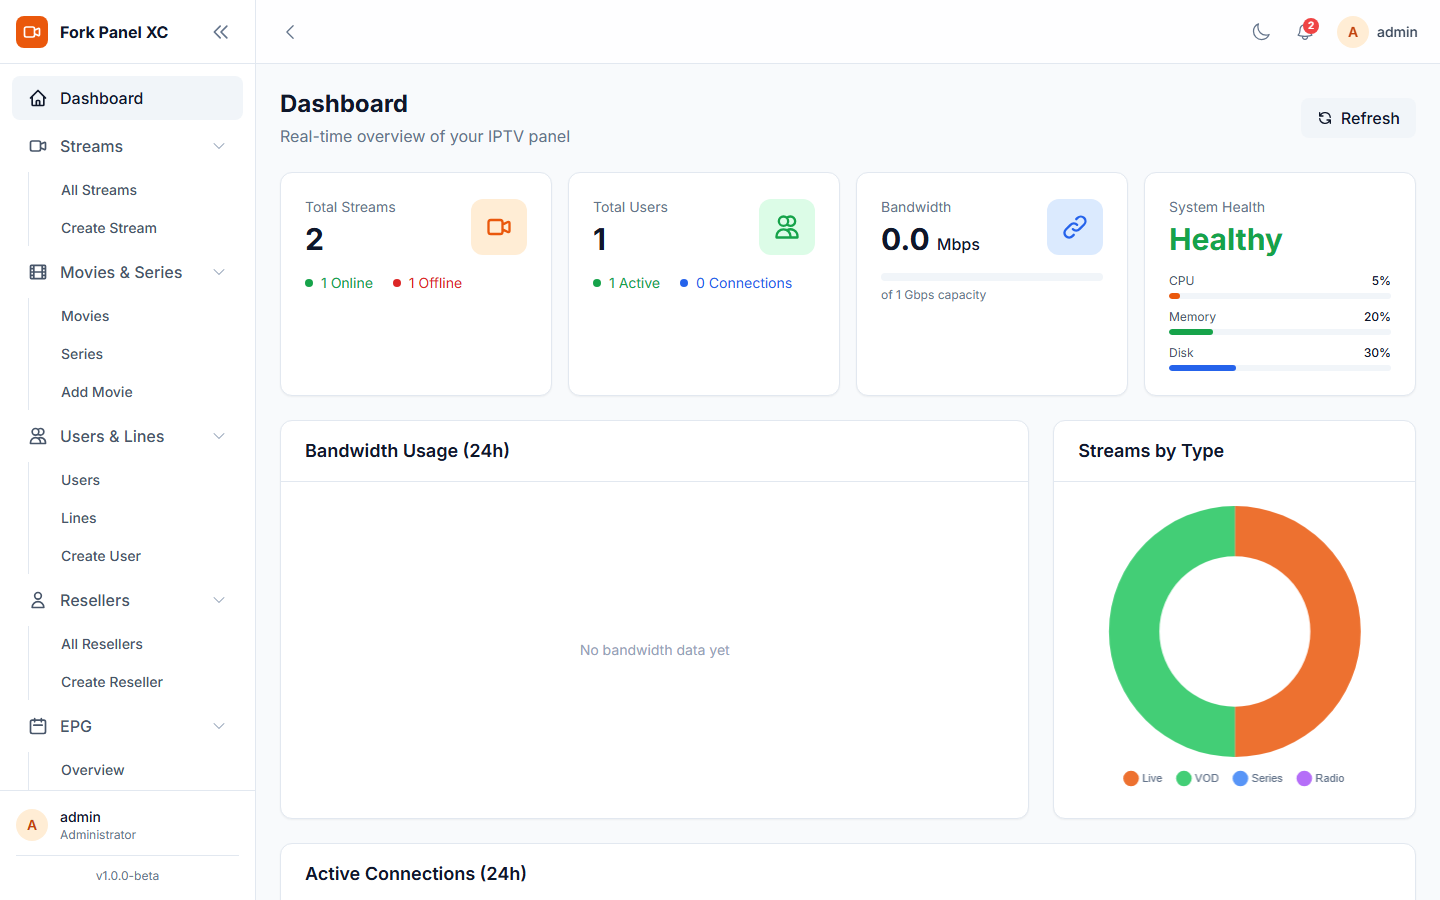 Fork Panel XC
2
A
admin
Dashboard
Streams
All Streams
Create Stream
Movies & Series
Movies
Series
Add Movie
Users & Lines
Users
Lines
Create User
Resellers
All Resellers
Create Reseller
EPG
Overview
A
admin
Administrator
v1.0.0-beta
Dashboard
Real-time overview of your IPTV panel
Refresh
Total Streams
2
1 Online
1 Offline
Total Users
1
1 Active
0 Connections
Bandwidth
0.0 Mbps
of 1 Gbps capacity
System Health
Healthy
CPU 5%
Memory 20%
Disk 30%
Bandwidth Usage (24h)
No bandwidth data yet
Streams by Type
Live VOD Series Radio
Active Connections (24h)